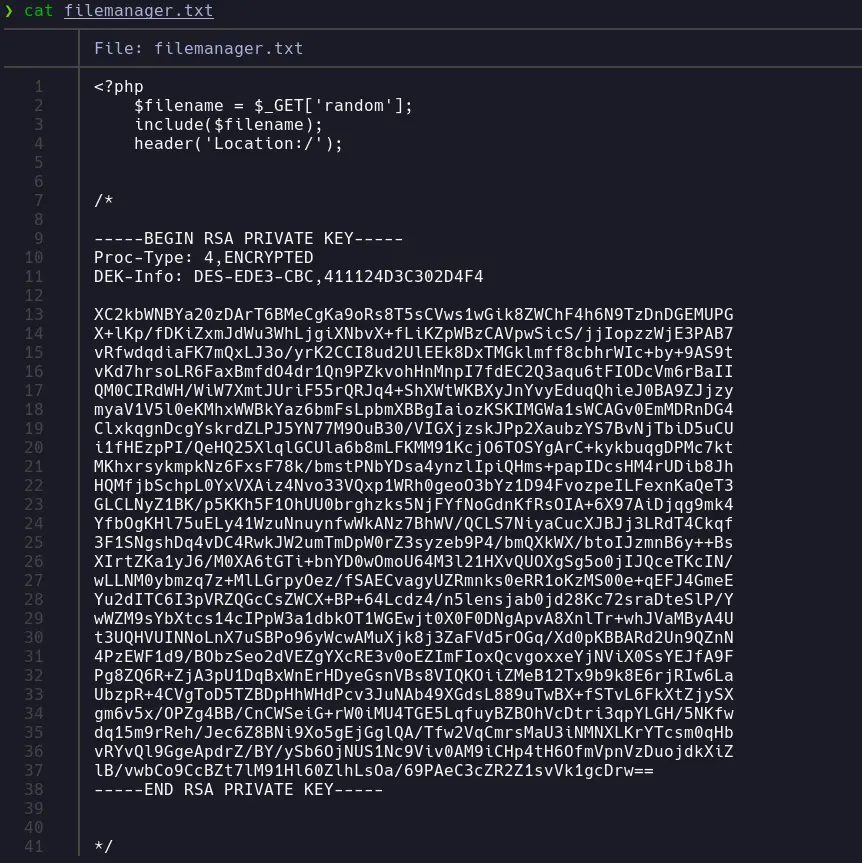 ❯ cat filemanager.txt
File: filemanager.txt
1 <?php
2 $filename = $_GET['random'];
3 include($filename);
4 header('Location:/');
5
6
7 /*
8
9 -----BEGIN RSA PRIVATE KEY-----
10 Proc-Type: 4,ENCRYPTED
11 DEK-Info: DES-EDE3-CBC,411124D3C302D4F4
12
13 XC2kbWNBYa20zDArT6BMeCgKa9oRs8T5sCVws1wGik8ZWChF4h6N9TzDnDGEMUPG
14 X+lKp/fDKiZxmJdWu3WhLjgiXNbvX+fLiKZpWBzCAVpwSicS/jjIopzzWjE3PAB7
15 vRfwdqdiaFK7mQxLJ3o/yrK2CCI8ud2UlEEk8DxTMGklmff8cbhrWIc+by+9AS9t
16 vKd7hrsoLR6FaxBmfdO4dr1Qn9PZkvohHnMnpI7fdEC2Q3aqu6tFIODcVm6rBaII
17 QM0CIRdWH/WiW7XmtJUriF55rQRJq4+ShXWtWKBXyJnYvyEduqQhieJ0BA9ZJjzy
18 myaV1V5l0eKMhxWWBkYaz6bmFsLpbmXBBgIaiozKSKIMGWa1sWCAGv0EmMDRnDG4
19 ClxkqgnDcgYskrdZLPJ5YN77M9OuB30/VIGXjzskJPp2XaubzYS7BvNjTbiD5uCU
20 i1fHEzpPI/QeHQ25XlqlGCUla6b8mLFKMM91KcjO6TOSYgArC+kykbuqgDPMc7kt
21 MKhxrsykmpkNz6FxsF78k/bmstPNbYDsa4ynzlIpiQHms+papIDcsHM4rUDib8Jh
22 HQMfjbSchpL0YxVXAiz4Nvo33VQxp1WRh0geoO3bYz1D94FvozpeILFexnKaQeT3
23 GLCLNyZ1BK/p5KKh5F1OhUU0brghzks5NjFYfNoGdnKfRsOIA+6X97AiDjqg9mk4
24 YfbOgKHl75uELy41WzuNnuynfwWkANz7BhWV/QCLS7NiyaCucXJBJj3LRdT4Ckqf
25 3F1SNgshDq4vDC4RwkJW2umTmDpW0rZ3syzeb9P4/bmQXkWX/btoIJzmnB6y++Bs
26 XIrtZKa1yJ6/M0XA6tGTi+bnYD0wOmoU64M3l21HXvQUOXgSg5o0jIJQceTKcIN/
27 wLLNM0ybmzq7z+MlLGrpyOez/fSAECvagyUZRmnks0eRR1oKzMS00e+qEFJ4GmeE
28 Yu2dITC6I3pVRZQGcCsZWCX+BP+64Lcdz4/n5lensjab0jd28Kc72sraDteSlP/Y
29 wWZM9sYbXtcs14cIPpW3a1dbkOT1WGEwjt0X0F0DNgApvA8XnlTr+whJVaMByA4U
30 t3UQHVUINNoLnX7uSBPo96yWcwAMuXjk8j3ZaFVd5rOGq/Xd0pKBBARd2Un9QZnN
31 4PzEWF1d9/BObzSeo2dVEZgYXcRE3v0oEZImFIoxQcvgoxxeYjNViX0SsYEJfA9F
32 Pg8ZQ6R+ZjA3pU1DqBxWnErHDyeGsnVBs8VIQKOiiZMeB12Tx9b9k8E6rjRIw6La
33 UbzpR+4CVgToD5TZBDpHhWHdPcv3JuNAb49XGdsL889uTwBX+fSTvL6FkXtZjySX
34 gm6v5x/OPZg4BB/CnCWSeiG+rW0iMU4TGE5LqfuyBZBOhVcDtri3qpYLGH/5NKfw
35 dq15m9rReh/Jec6Z8BNi9Xo5gEjGglQA/Tfw2VqCmrsMaU3iNMNXLKrYTcsm0qHb
36 vRYvQl9GgeApdrZ/BY/ySb6OjNUS1Nc9Viv0AM9iCHp4tH6OfmVpnVzDuojdkXiZ
37 lB/vwbCo9CcBZt7lM91Hl60ZlhLsOa/69PAeC3cZR2Z1svVk1gcDrw==
38 -----END RSA PRIVATE KEY-----
39
40
41 */